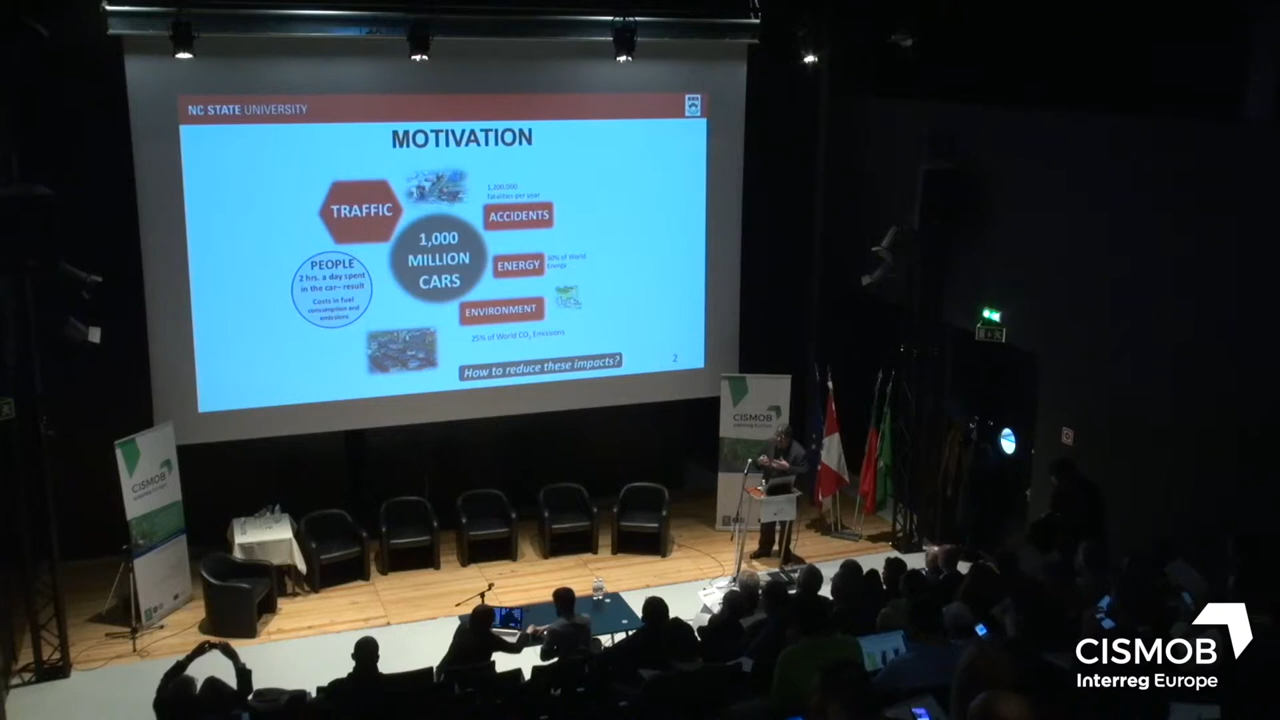 NC STATE UNIVERSITY
MOTIVATION
TRAFFIC
1,200,000
fatalities per year
ACCIDENTS
1,000
MILLION
CARS
PEOPLE
2 hrs. a day spent
in the car– result
Costs in fuel
consumption and
emissions
ENERGY
30% of World
Energy
ENVIRONMENT
25% of World CO2 Emissions
How to reduce these impacts?
2
CISMOB
Interreg Europe
CISMOB
CISMOB
Interreg Europe